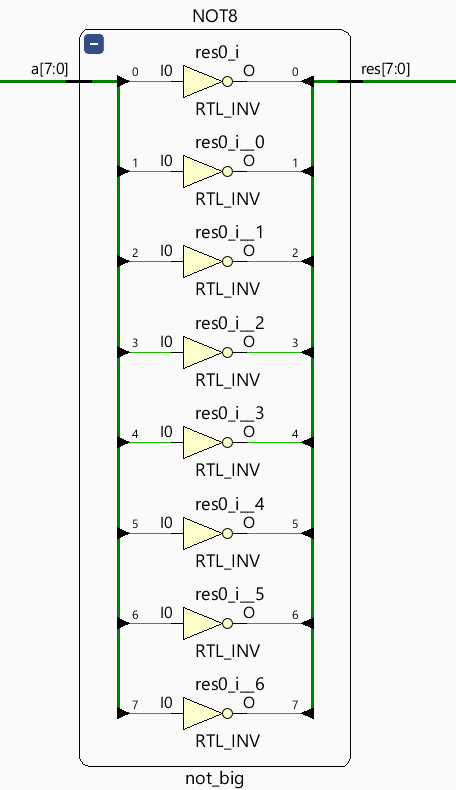 NOT8
a[7:0]
res[7:0]
res0_i
0 I0 O 0
RTL_INV
res0_i__0
1 I0 O 1
RTL_INV
res0_i__1
2 I0 O 2
RTL_INV
res0_i__2
3 I0 O 3
RTL_INV
res0_i__3
4 I0 O 4
RTL_INV
res0_i__4
5 I0 O 5
RTL_INV
res0_i__5
6 I0 O 6
RTL_INV
res0_i__6
7 I0 O 7
RTL_INV
not_big